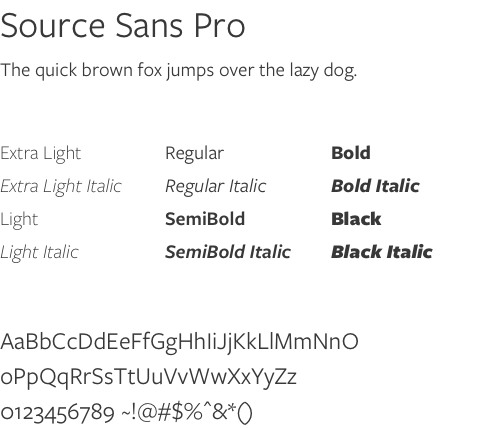 Source Sans Pro
The quick brown fox jumps over the lazy dog.
Extra Light Regular Bold
Extra Light Italic Regular Italic Bold Italic
Light SemiBold Black
Light Italic SemiBold Italic Black Italic
AaBbCcDdEeFfGgHhIiJjKkLlMmNnO
oPpQqRrSsTtUuVvWwXxYyZz
0123456789 ~!@#$%^&*()